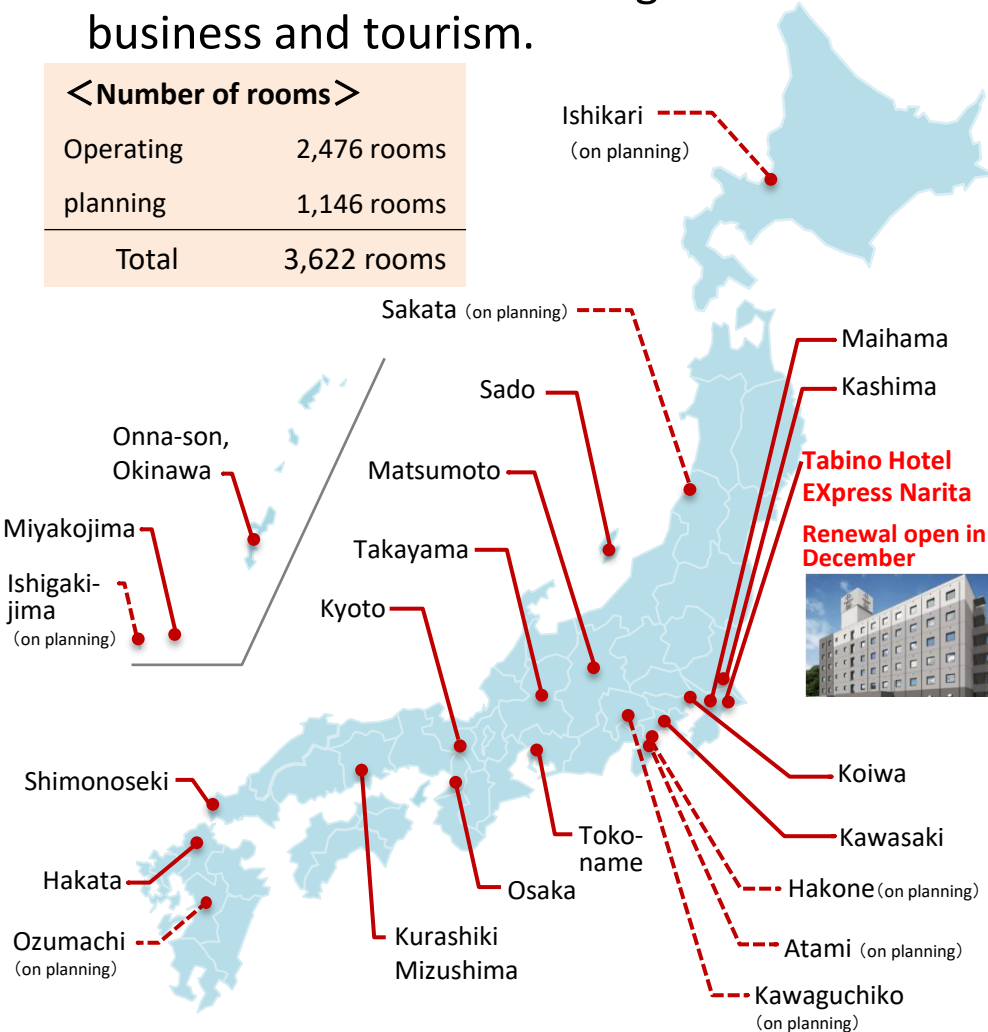 business and tourism.
＜Number of rooms＞
Operating 2,476 rooms
planning 1,146 rooms
Total 3,622 rooms
Ishikari
（on planning）
Sakata（on planning）
Maihama
Sado
Kashima
Onna-son,
Okinawa
Matsumoto
Tabino Hotel
EXpress Narita
Renewal open in
December
Miyakojima
Takayama
Ishigaki-
jima
（on planning）
Kyoto
Shimonoseki
Koiwa
Toko-
name
Kawasaki
Hakata
Osaka
Hakone（on planning）
Ozumachi
（on planning）
Kurashiki
Mizushima
Atami（on planning）
Kawaguchiko
（on planning）